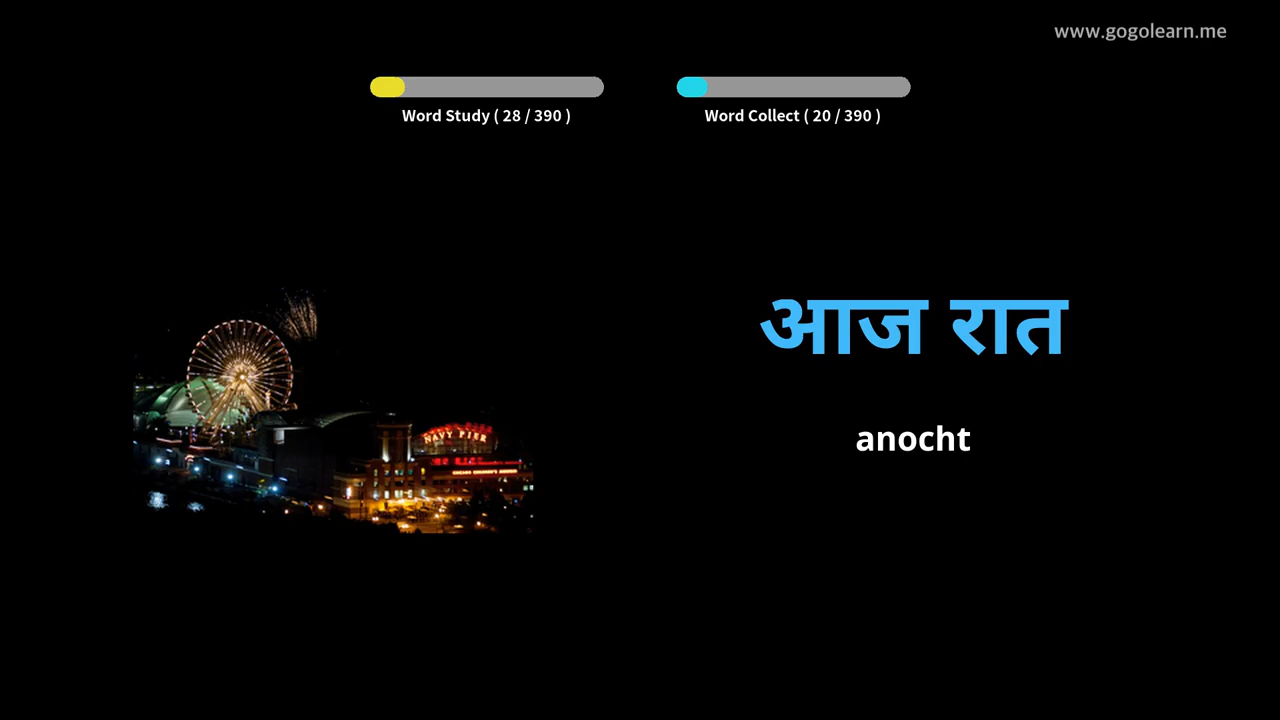 www.gogolearn.me
Word Study ( 28 / 390 )
Word Collect ( 20 / 390 )
आज रात
anocht
NAVY PIER